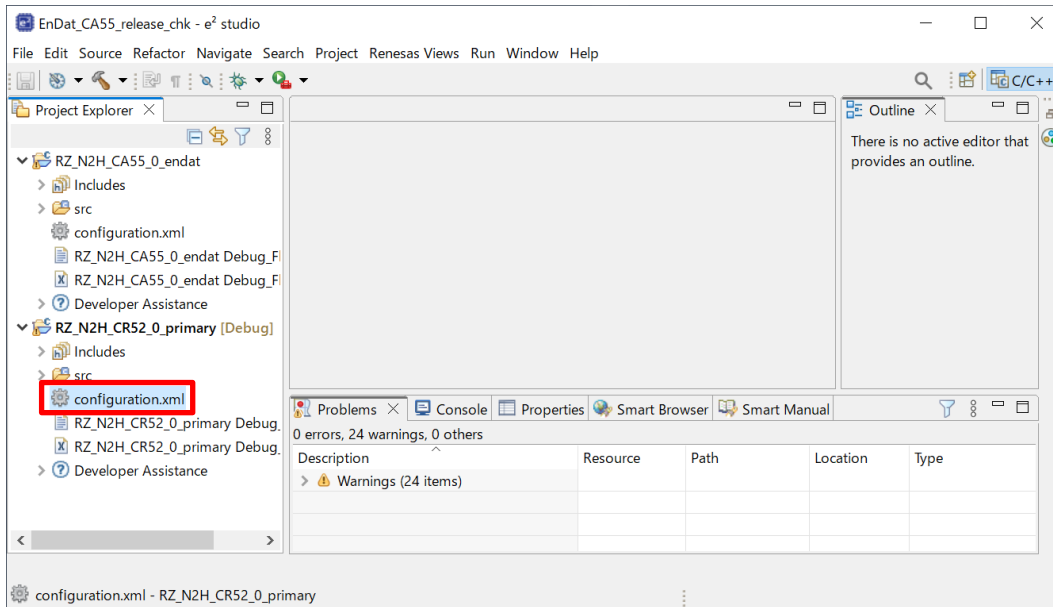 EnDat_CA55_release_chk - e² studio
File Edit Source Refactor Navigate Search Project Renesas Views Run Window Help
C/C++
Project Explorer
Outline
There is no active editor that
provides an outline.
RZ_N2H_CA55_0_endat
Includes
src
configuration.xml
RZ_N2H_CA55_0_endat Debug_Fl
RZ_N2H_CA55_0_endat Debug_Fl
Developer Assistance
RZ_N2H_CR52_0_primary [Debug]
Includes
src
configuration.xml
RZ_N2H_CR52_0_primary Debug_
RZ_N2H_CR52_0_primary Debug_
Developer Assistance
Problems Console Properties Smart Browser Smart Manual
0 errors, 24 warnings, 0 others
Description Resource Path Location Type
Warnings (24 items)
configuration.xml - RZ_N2H_CR52_0_primary